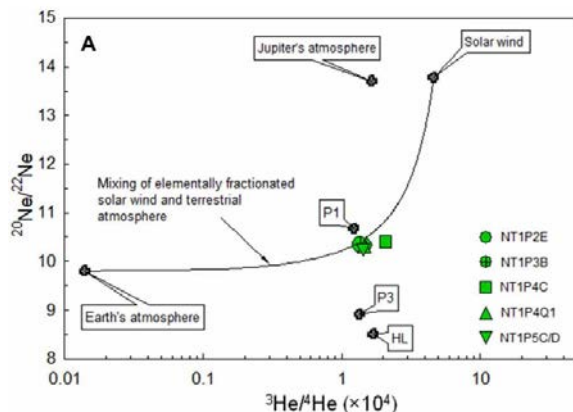 A
15
14
13
12
11
10
9
8
²⁰Ne/²²Ne
Jupiter's atmosphere
Solar wind
Mixing of elementally fractionated
solar wind and terrestrial
atmosphere
P1
Earth's atmosphere
P3
HL
NT1P2E
NT1P3B
NT1P4C
NT1P4Q1
NT1P5C/D
0.01
0.1
1
10
³He/⁴He (×10⁴)